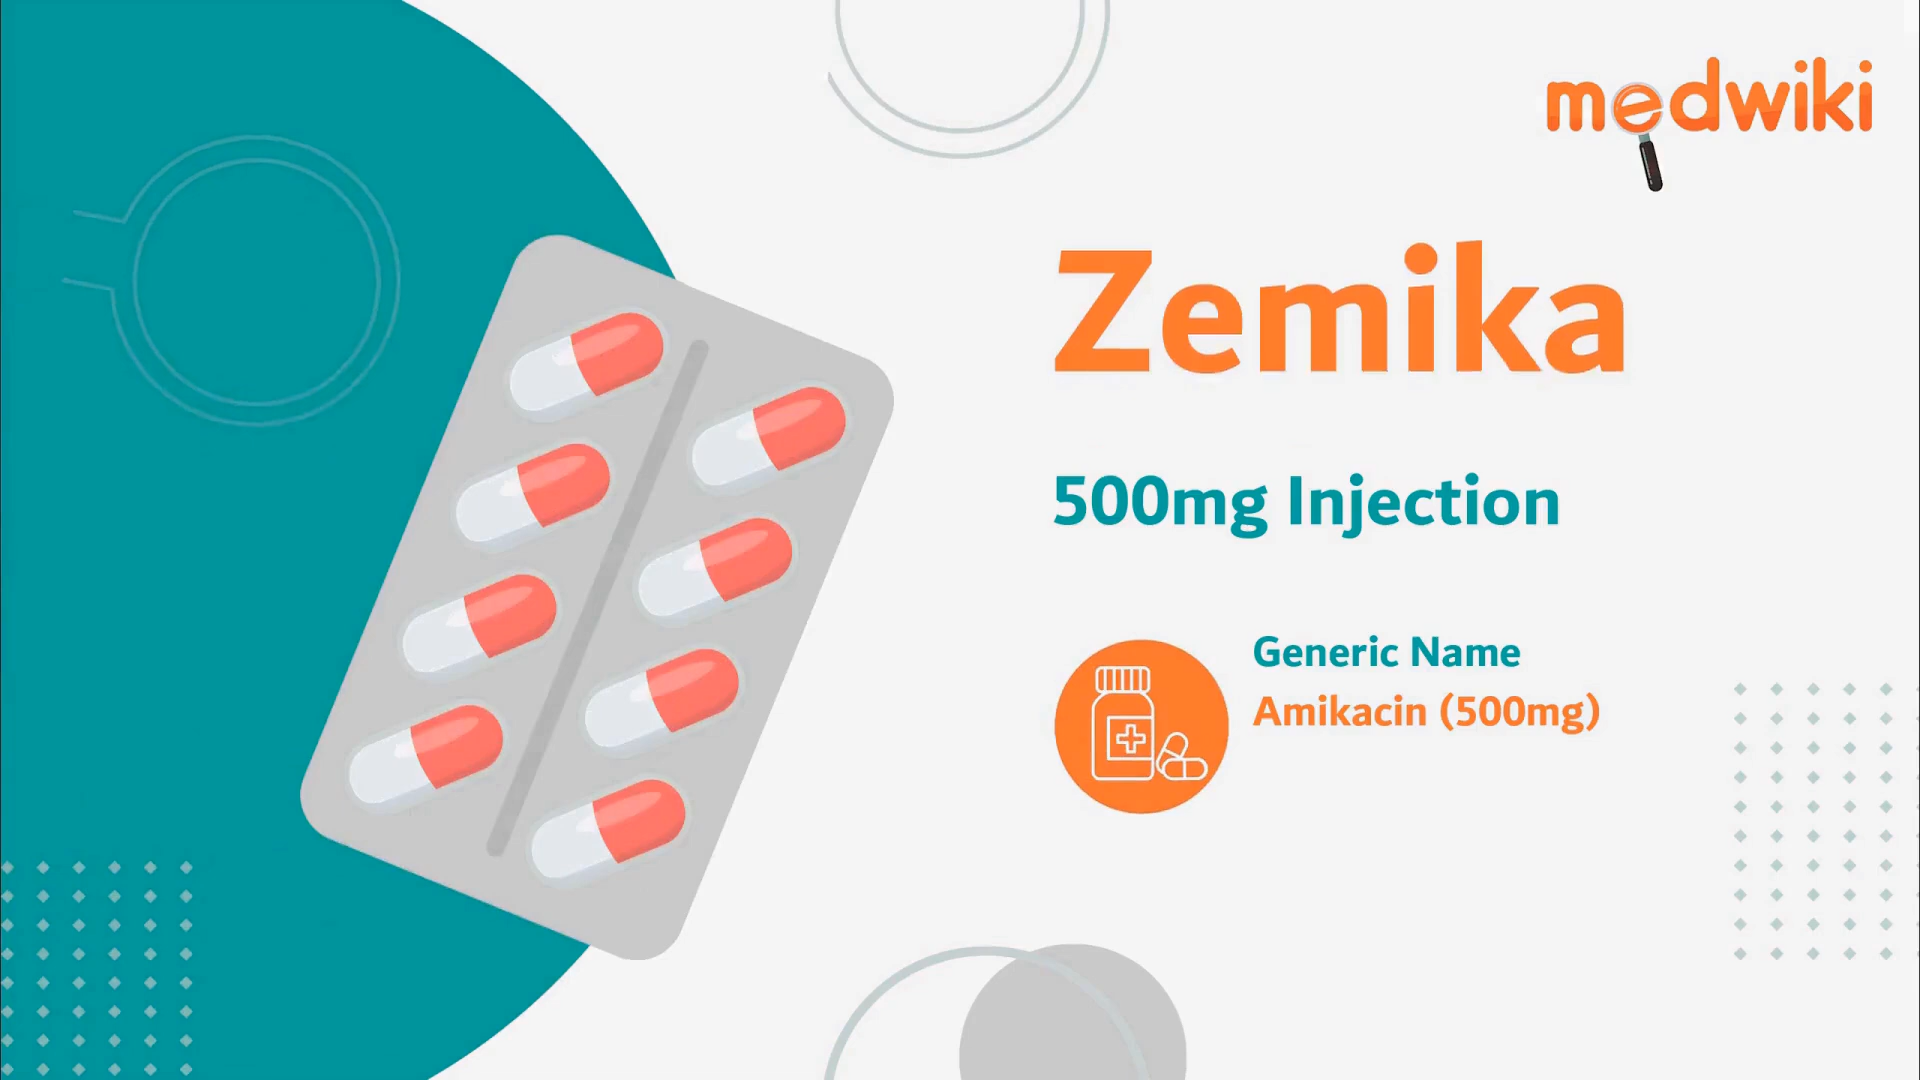 medwiki
Zemika
500mg Injection
Generic Name
Amikacin (500mg)